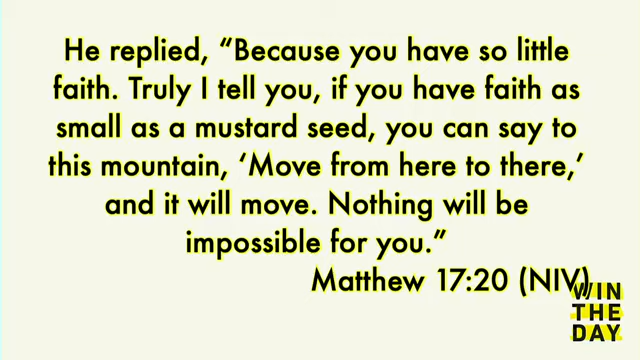 He replied, “Because you have so little
faith. Truly I tell you, if you have faith as
small as a mustard seed, you can say to
this mountain, ‘Move from here to there,’
and it will move. Nothing will be
impossible for you.”
Matthew 17:20 (NIV)
WIN
THE
DAY